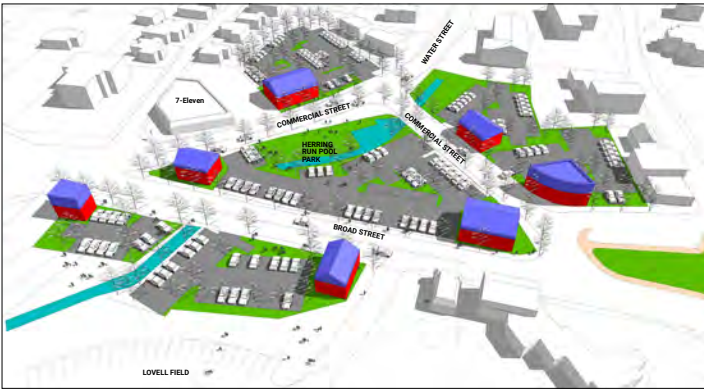 WATER STREET
7-Eleven
COMMERCIAL STREET
COMMERCIAL STREET
HERRING
RUN POOL
PARK
BROAD STREET
LOVELL FIELD